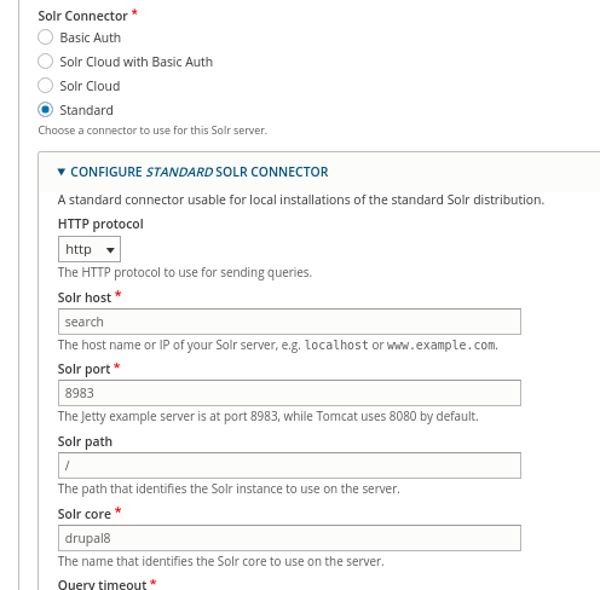 Solr Connector *
Basic Auth
Solr Cloud with Basic Auth
Solr Cloud
Standard
Choose a connector to use for this Solr server.
▼ CONFIGURE STANDARD SOLR CONNECTOR
A standard connector usable for local installations of the standard Solr distribution.
HTTP protocol
http
The HTTP protocol to use for sending queries.
Solr host *
search
The host name or IP of your Solr server, e.g. localhost or www.example.com.
Solr port *
8983
The Jetty example server is at port 8983, while Tomcat uses 8080 by default.
Solr path
/
The path that identifies the Solr instance to use on the server.
Solr core *
drupal8
The name that identifies the Solr core to use on the server.
Query timeout *